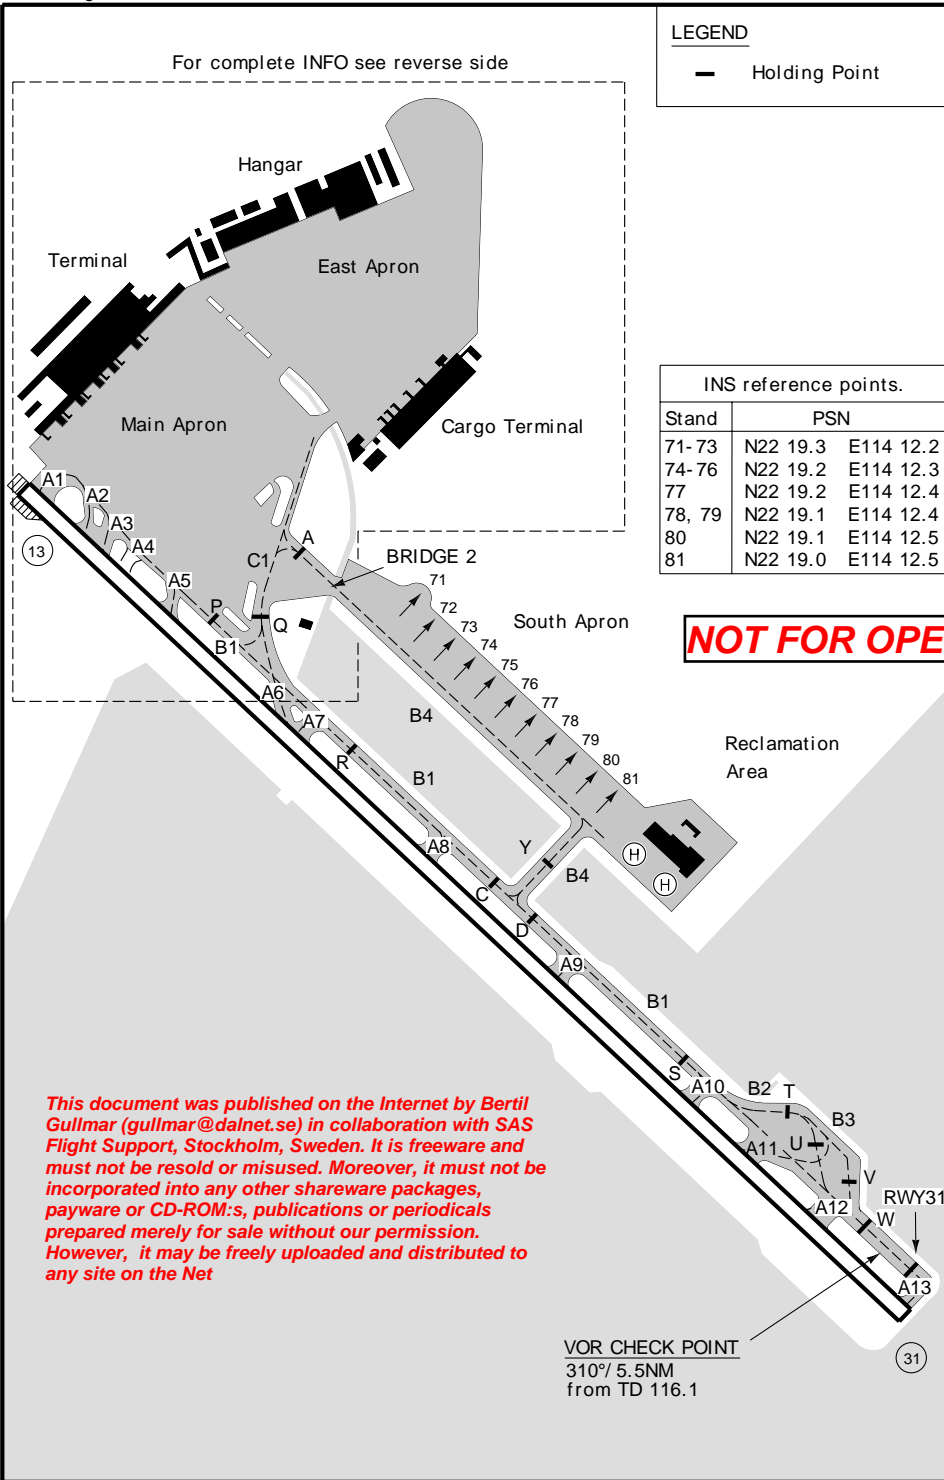 LEGEND
Holding Point
For complete INFO see reverse side
Hangar
Terminal
East Apron
Main Apron
Cargo Terminal
INS reference points.
Stand PSN
71-73 N22 19.3 E114 12.2
74-76 N22 19.2 E114 12.3
77 N22 19.2 E114 12.4
78, 79 N22 19.1 E114 12.4
80 N22 19.1 E114 12.5
81 N22 19.0 E114 12.5
A1
A2
A3
A4
13
A
C1
BRIDGE 2
A5
P
Q
B1
71
72
73
74
75
76
77
78
79
80
81
South Apron
NOT FOR OPE
A6
A7
B4
R
B1
Reclamation
Area
A8
Y
B4
H
H
C
D
A9
B1
S
A10
B2
T
B3
U
A11
V
A12
RWY31
W
A13
31
This document was published on the Internet by Bertil
Gullmar (gullmar@dalnet.se) in collaboration with SAS
Flight Support, Stockholm, Sweden. It is freeware and
must not be resold or misused. Moreover, it must not be
incorporated into any other shareware packages,
payware or CD-ROM:s, publications or periodicals
prepared merely for sale without our permission.
However, it may be freely uploaded and distributed to
any site on the Net
VOR CHECK POINT
310°/ 5.5NM
from TD 116.1